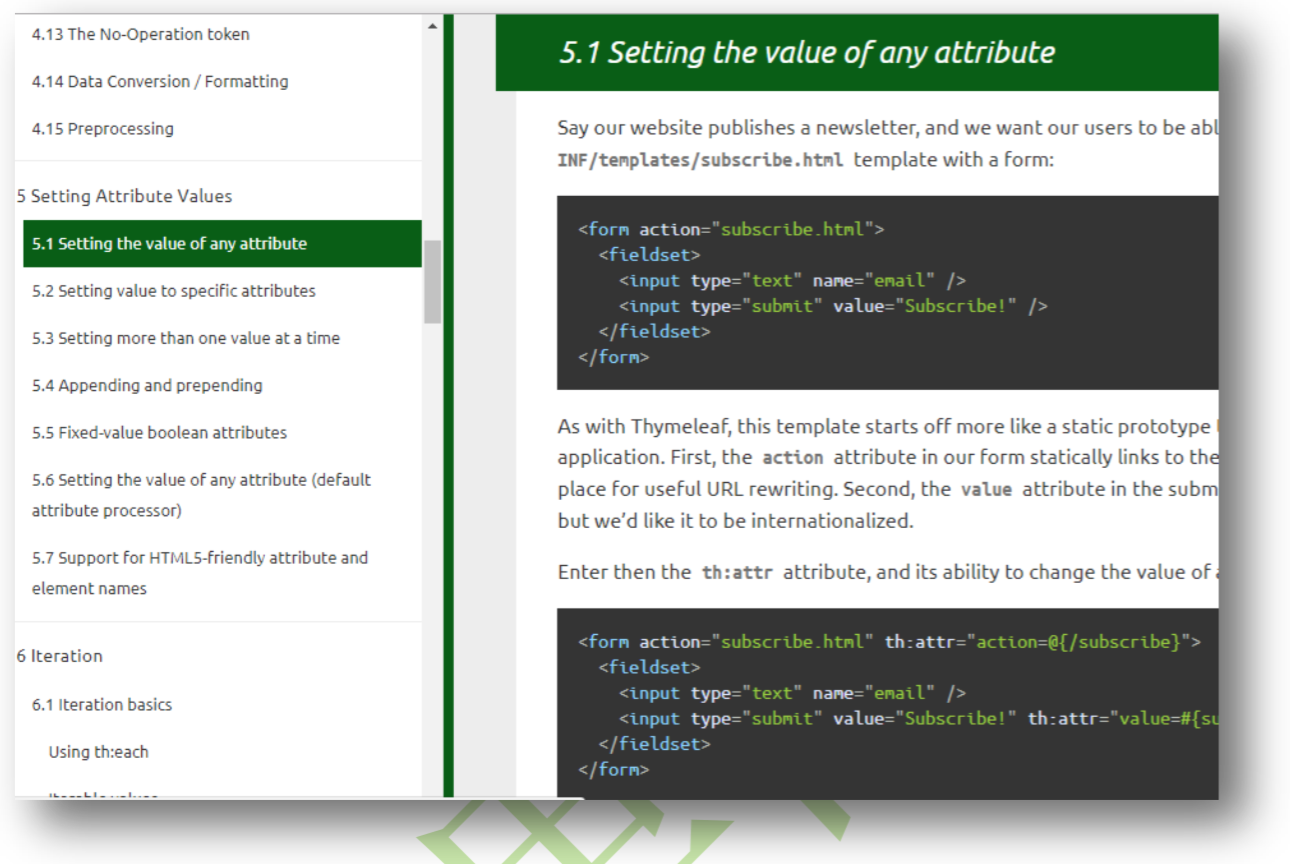 4.13 The No-Operation token
4.14 Data Conversion / Formatting
4.15 Preprocessing
5 Setting Attribute Values
5.1 Setting the value of any attribute
5.2 Setting value to specific attributes
5.3 Setting more than one value at a time
5.4 Appending and prepending
5.5 Fixed-value boolean attributes
5.6 Setting the value of any attribute (default
attribute processor)
5.7 Support for HTML5-friendly attribute and
element names
6 Iteration
6.1 Iteration basics
Using th:each
5.1 Setting the value of any attribute
Say our website publishes a newsletter, and we want our users to be
INF/templates/subscribe.html template with a form:
<form action="subscribe.html">
<fieldset>
<input type="text" name="email" />
<input type="submit" value="Subscribe!" />
</fieldset>
</form>
As with Thymeleaf, this template starts off more like a static prototype
application. First, the action attribute in our form statically links to the
place for useful URL rewriting. Second, the value attribute in the
but we'd like it to be internationalized.
Enter then the th:attr attribute, and its ability to change the value of
<form action="subscribe.html" th:attr="action=@{/subscribe}">
<fieldset>
<input type="text" name="email" />
<input type="submit" value="Subscribe!" th:attr="value=#{su
</fieldset>
</form>